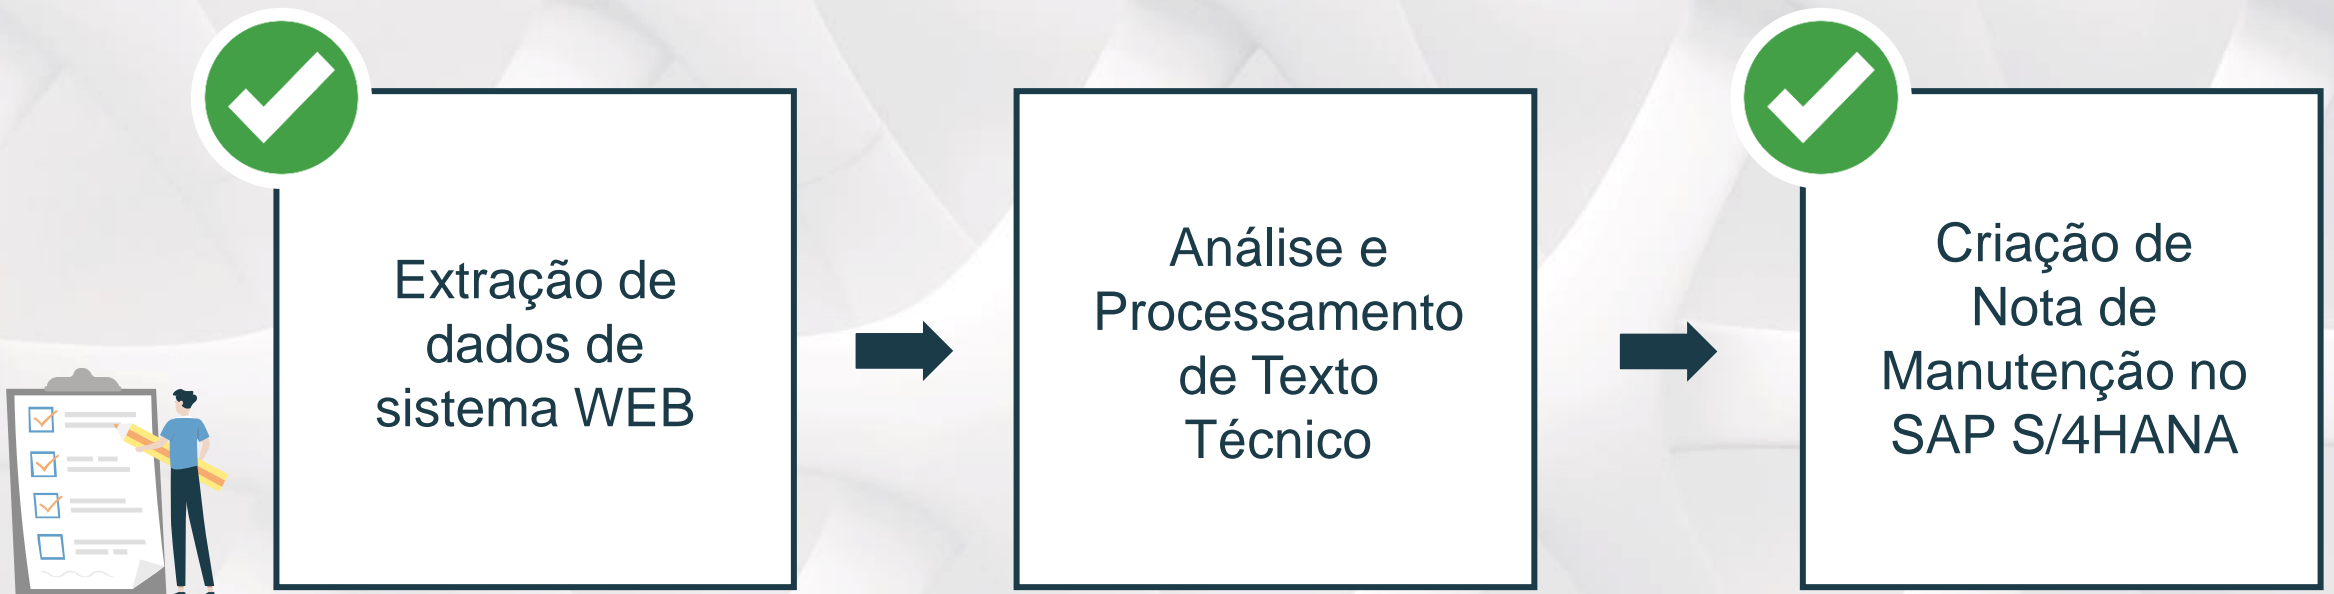 Extração de
dados de
sistema WEB
Análise e
Processamento
de Texto
Técnico
Criação de
Nota de
Manutenção no
SAP S/4HANA